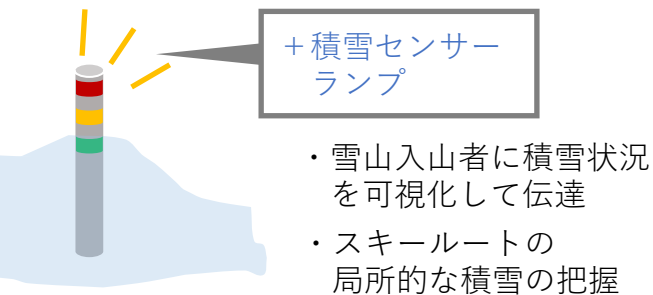 ＋積雪センサー
ランプ
・雪山入山者に積雪状況
を可視化して伝達
・スキールートの
局所的な積雪の把握